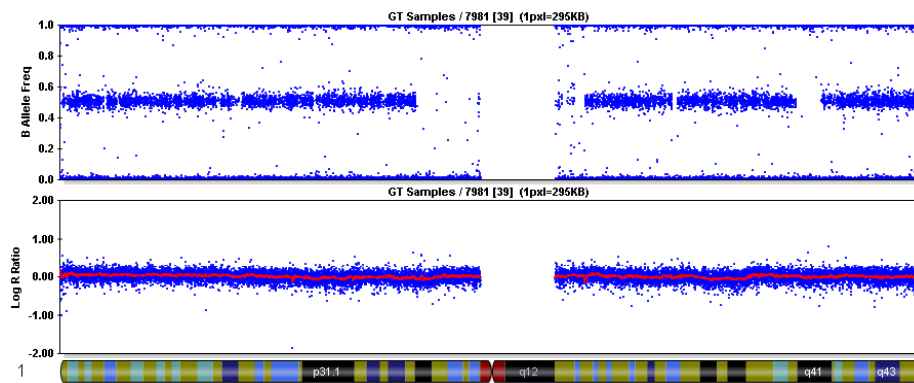 GT Samples / 7981 [39] (1pxl=295KB)
B Allele Freq
1.0
0.8
0.6
0.4
0.2
0.0
GT Samples / 7981 [39] (1pxl=295KB)
Log R Ratio
2.00
1.00
0.00
-1.00
-2.00
1 p31.1 q12 q41 q43